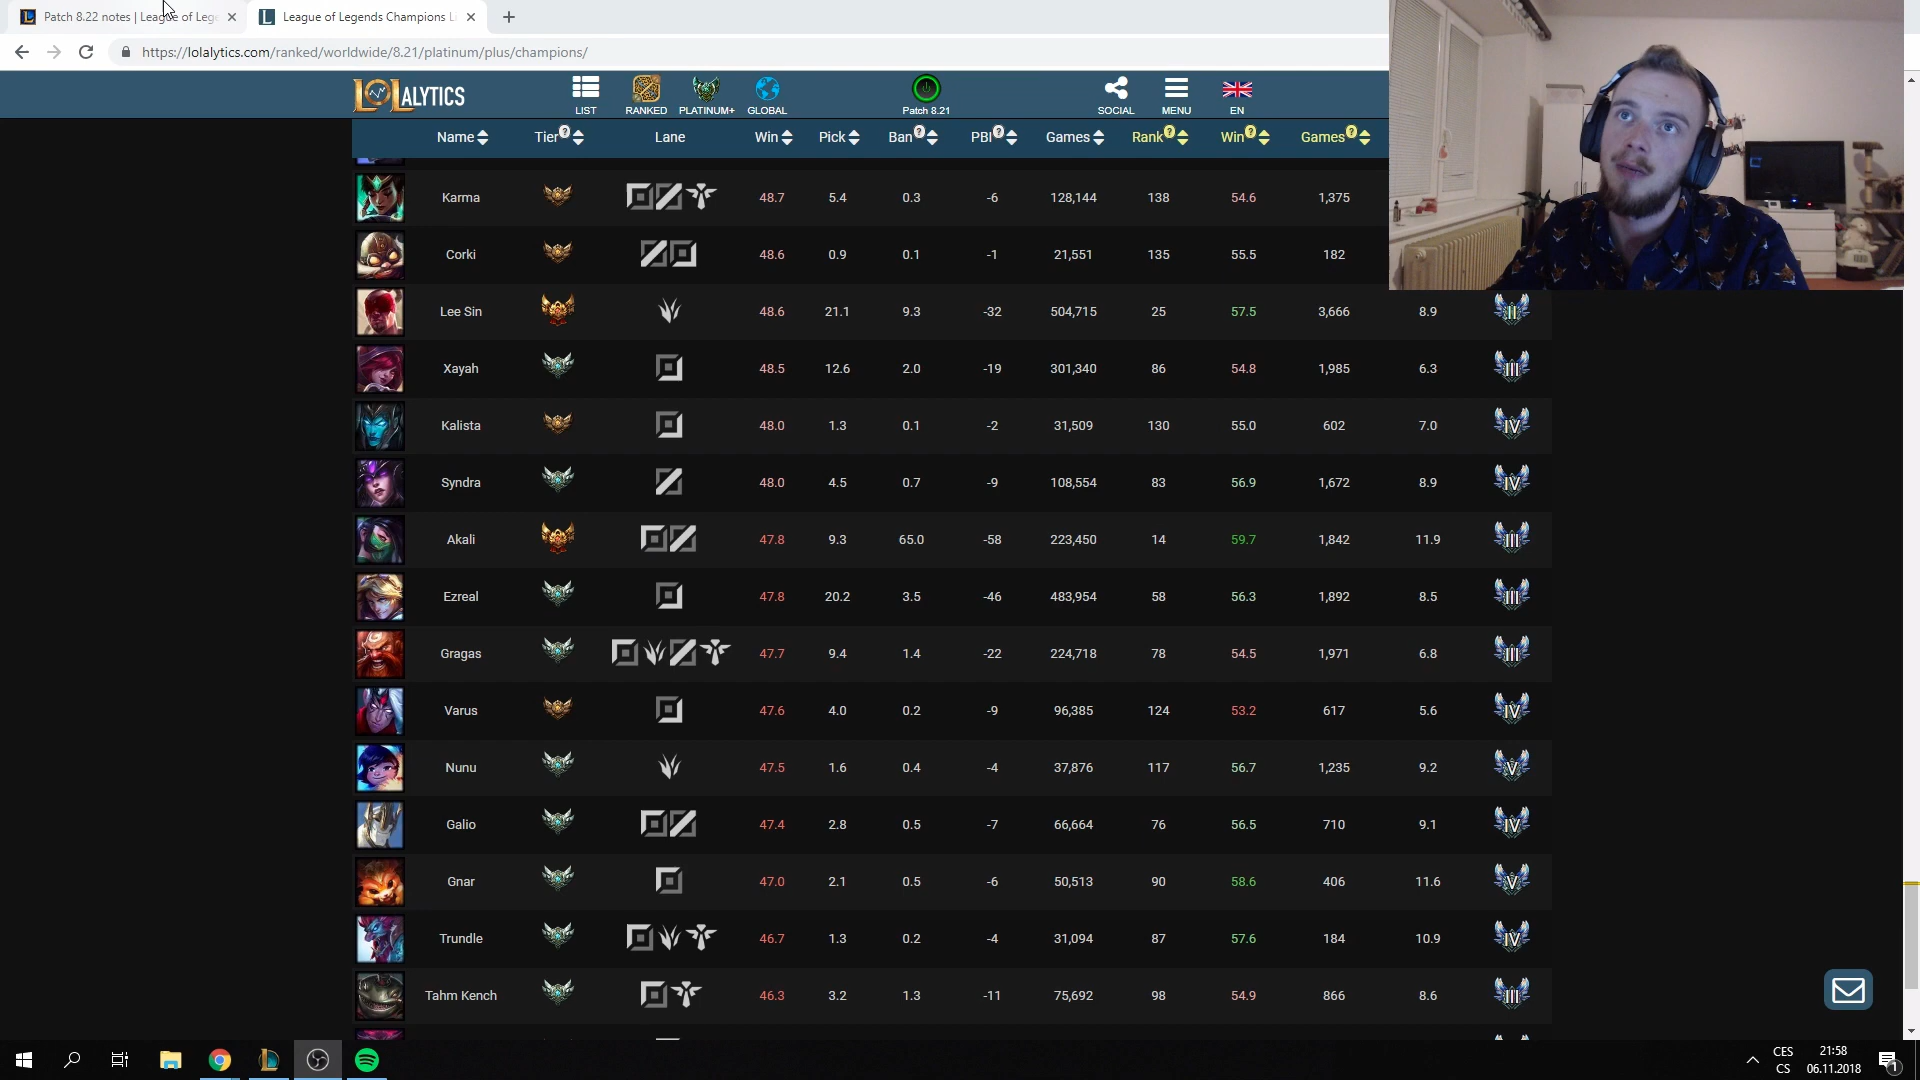 Patch 8.22 notes | League of Lege
League of Legends Champions Li
https://lolalytics.com/ranked/worldwide/8.21/platinum/plus/champions/
LOLALYTICS
LIST RANKED PLATINUM+ GLOBAL Patch 8.21 SOCIAL MENU EN
Name Tier? Lane Win Pick Ban? PBI? Games Rank? Win? Games?
Karma 48.7 5.4 0.3 -6 128,144 138 54.6 1,375
Corki 48.6 0.9 0.1 -1 21,551 135 55.5 182
Lee Sin 48.6 21.1 9.3 -32 504,715 25 57.5 3,666 8.9 II
Xayah 48.5 12.6 2.0 -19 301,340 86 54.8 1,985 6.3 III
Kalista 48.0 1.3 0.1 -2 31,509 130 55.0 602 7.0 IV
Syndra 48.0 4.5 0.7 -9 108,554 83 56.9 1,672 8.9 IV
Akali 47.8 9.3 65.0 -58 223,450 14 59.7 1,842 11.9 III
Ezreal 47.8 20.2 3.5 -46 483,954 58 56.3 1,892 8.5 III
Gragas 47.7 9.4 1.4 -22 224,718 78 54.5 1,971 6.8 III
Varus 47.6 4.0 0.2 -9 96,385 124 53.2 617 5.6 IV
Nunu 47.5 1.6 0.4 -4 37,876 117 56.7 1,235 9.2 V
Galio 47.4 2.8 0.5 -7 66,664 76 56.5 710 9.1 IV
Gnar 47.0 2.1 0.5 -6 50,513 90 58.6 406 11.6 V
Trundle 46.7 1.3 0.2 -4 31,094 87 57.6 184 10.9 IV
Tahm Kench 46.3 3.2 1.3 -11 75,692 98 54.9 866 8.6 III
CES 21:58
CS 06.11.2018 1